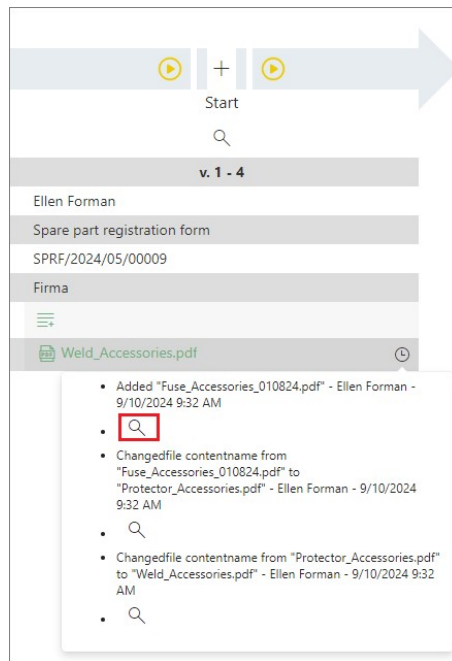 Start
v. 1 - 4
Ellen Forman
Spare part registration form
SPRF/2024/05/00009
Firma
Weld_Accessories.pdf
Added "Fuse_Accessories_010824.pdf" - Ellen Forman -
9/10/2024 9:32 AM
Changedfile contentname from
"Fuse_Accessories_010824.pdf" to
"Protector_Accessories.pdf" - Ellen Forman - 9/10/2024
9:32 AM
Changedfile contentname from "Protector_Accessories.pdf"
to "Weld_Accessories.pdf" - Ellen Forman - 9/10/2024 9:32
AM